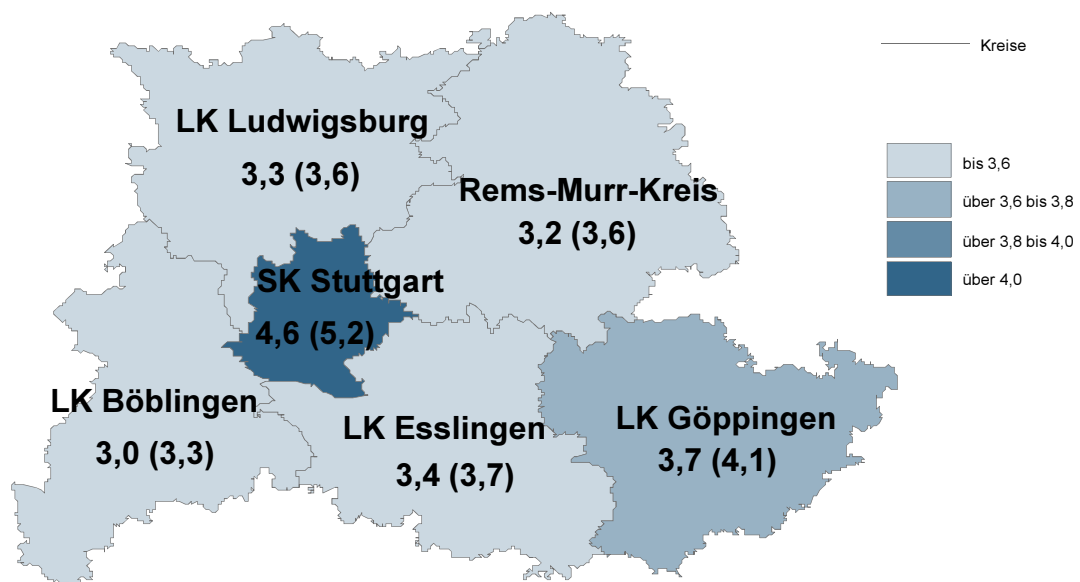 Kreise
LK Ludwigsburg
3,3 (3,6)
bis 3,6
Rems-Murr-Kreis
über 3,6 bis 3,8
3,2 (3,6)
über 3,8 bis 4,0
SK Stuttgart
über 4,0
4,6 (5,2)
LK Böblingen
3,0 (3,3)
LK Esslingen
3,4 (3,7)
LK Göppingen
3,7 (4,1)